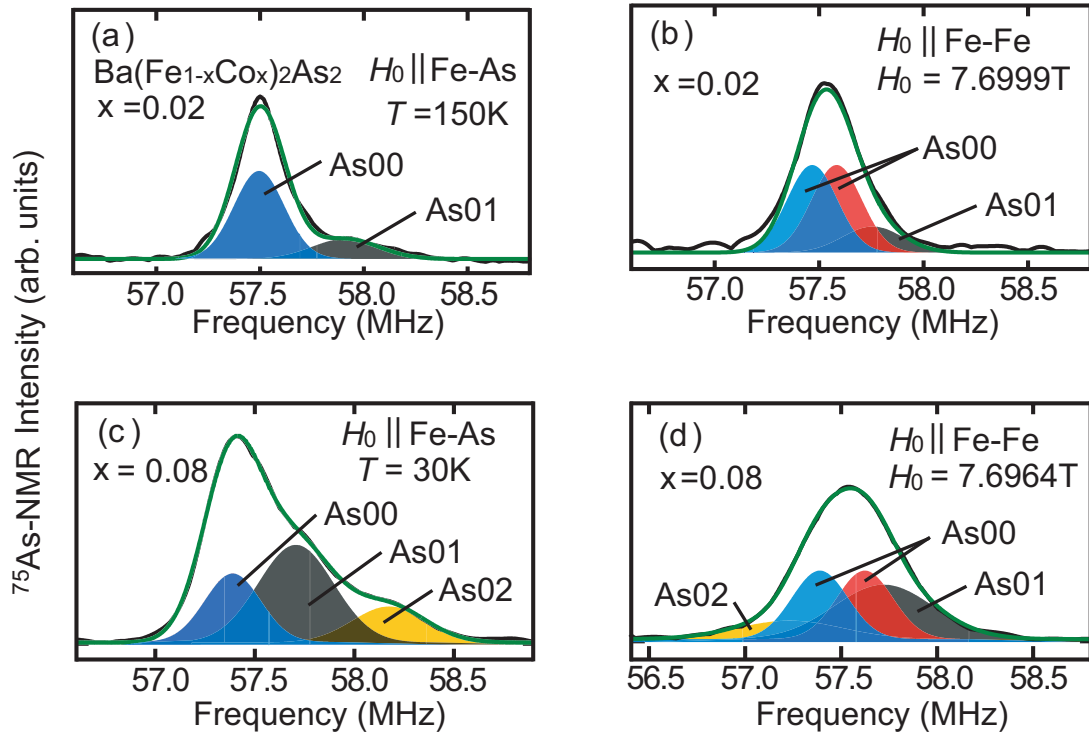 ⁷⁵As-NMR Intensity (arb. units)
(a)
Ba(Fe₁₋ₓCoₓ)₂As₂
x =0.02
H₀ || Fe-As
T =150K
As00
As01
57.0 57.5 58.0 58.5
Frequency (MHz)
(b)
x =0.02
H₀ || Fe-Fe
H₀ = 7.6999T
As00
As01
57.0 57.5 58.0 58.5
Frequency (MHz)
(c)
x = 0.08
H₀ || Fe-As
T = 30K
As00
As01
As02
57.0 57.5 58.0 58.5
Frequency (MHz)
(d)
x=0.08
H₀ || Fe-Fe
H₀ = 7.6964T
As00
As01
As02
56.5 57.0 57.5 58.0 58.5
Frequency (MHz)